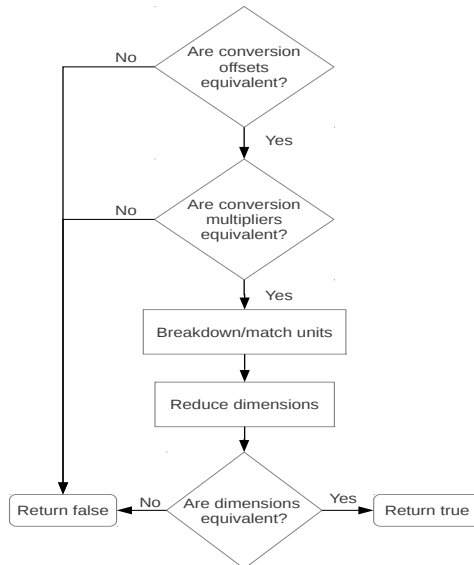 No
Are conversion
offsets
equivalent?
Yes
No
Are conversion
multipliers
equivalent?
Yes
Breakdown/match units
Reduce dimensions
Return false
No
Are dimensions
equivalent?
Yes
Return true